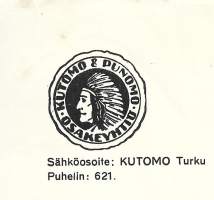 KUTOMO & PUNOMO
OSAKEYHTIÖ
Sähköosoite: KUTOMO Turku
Puhelin: 621.